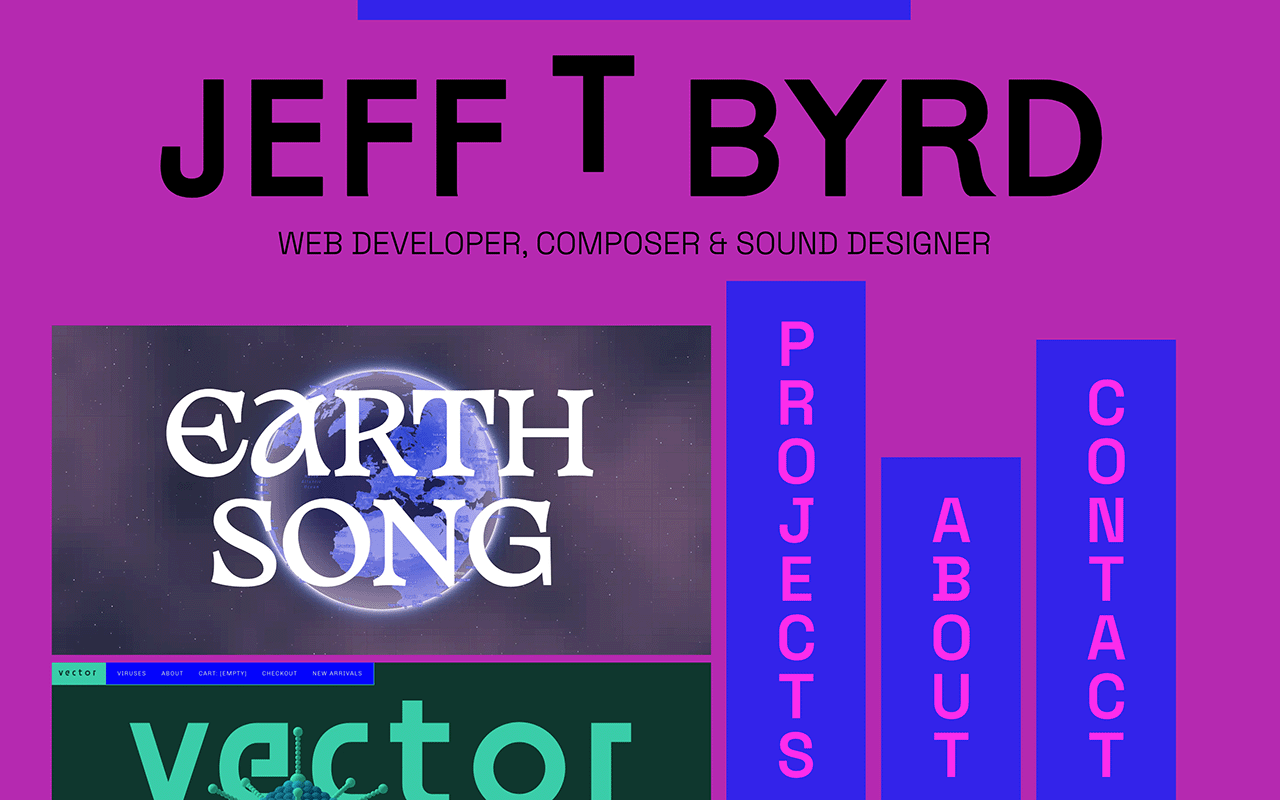 JEFF T BYRD
WEB DEVELOPER, COMPOSER & SOUND DESIGNER
EARTH
SONG
PROJECTS
ABOUT
CONTACT
vector VIRUSES ABOUT CART: [EMPTY] CHECKOUT NEW ARRIVALS
vector